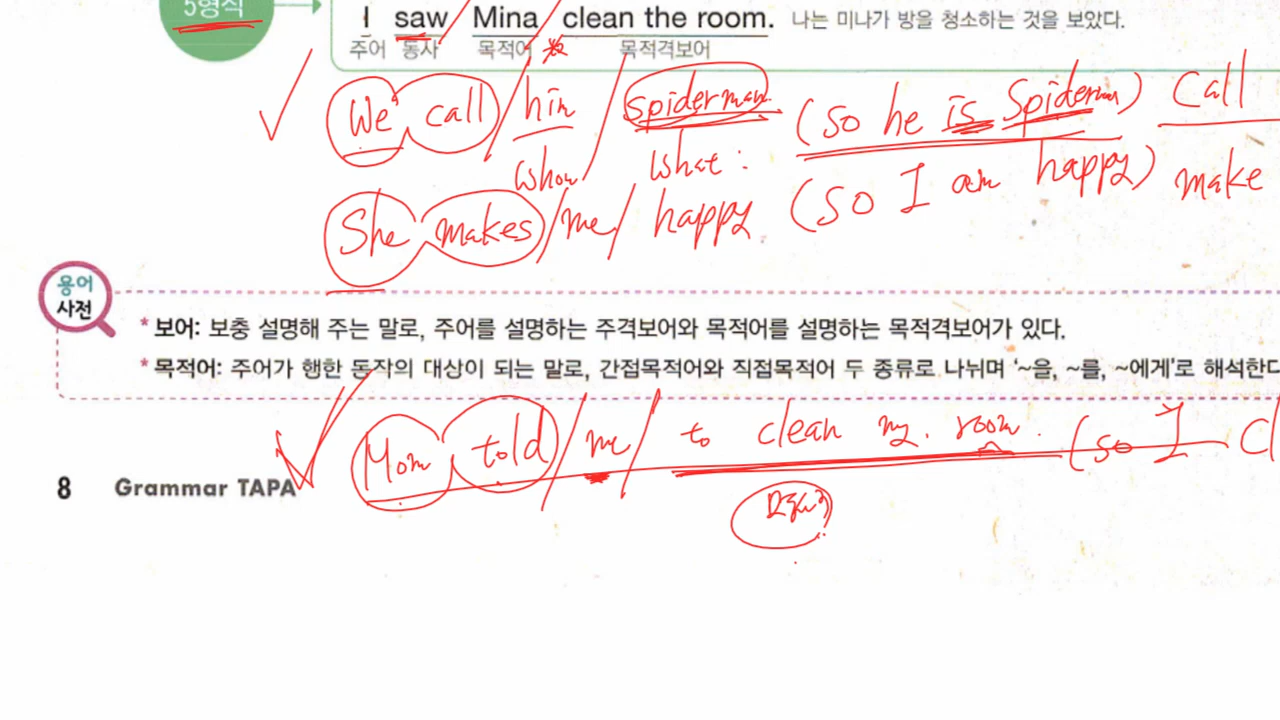 5형식
I saw Mina clean the room. 나는 미나가 방을 청소하는 것을 보았다.
주어 동사 목적어 목적격보어
We call him spiderman (so he is Spiderman) Call
whom what :
She makes me happy (so I am happy) make
용어
사전
* 보어: 보충 설명해 주는 말로, 주어를 설명하는 주격보어와 목적어를 설명하는 목적격보어가 있다.
* 목적어: 주어가 행한 동작의 대상이 되는 말로, 간접목적어와 직접목적어 두 종류로 나뉘며 '~을, ~를, ~에게'로 해석한다
Mom told me to clean my room. (so I cl
8 Grammar TAPA